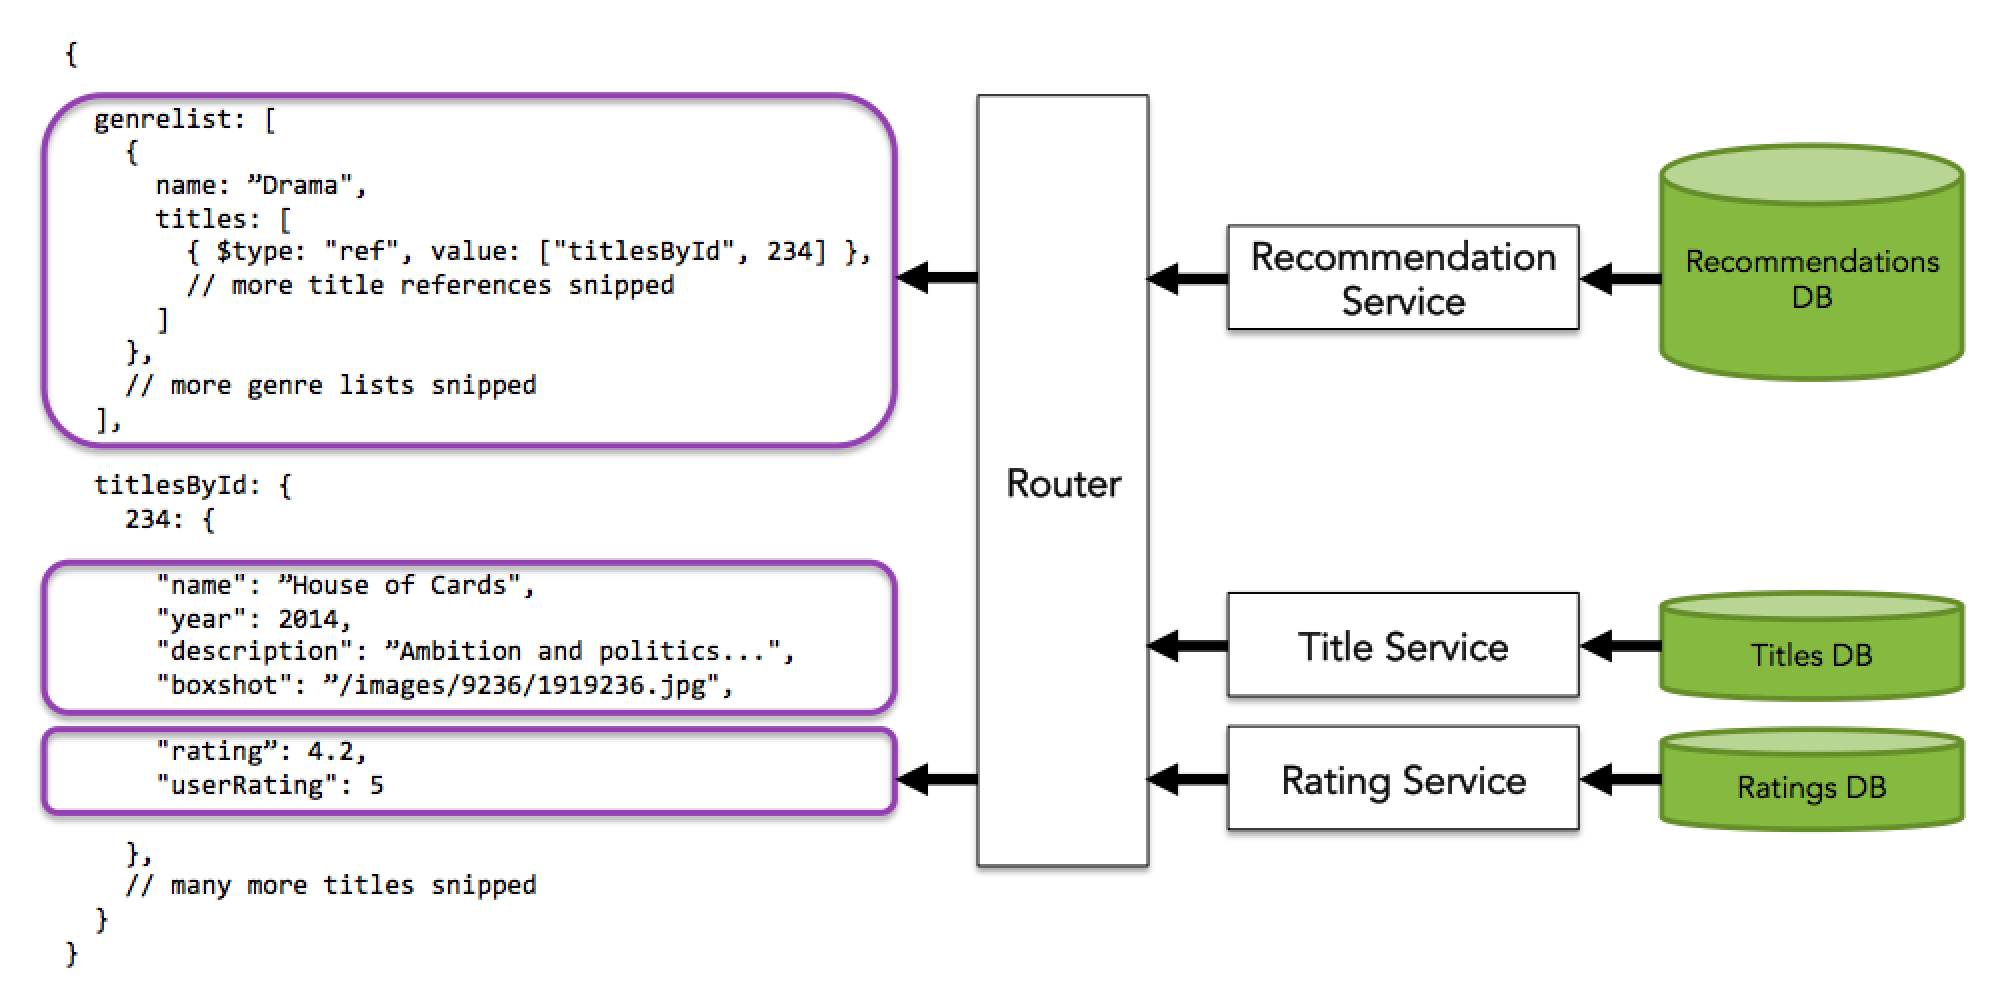 {
genrelist: [
{
name: ”Drama",
titles: [
{ $type: "ref", value: ["titlesById", 234] },
// more title references snipped
]
},
// more genre lists snipped
],
titlesById: {
234: {
"name": ”House of Cards",
"year": 2014,
"description": ”Ambition and politics...",
"boxshot": ”/images/9236/1919236.jpg",
"rating”: 4.2,
"userRating": 5
},
// many more titles snipped
}
}
Router
Recommendation
Service
Recommendations
DB
Title Service
Titles DB
Rating Service
Ratings DB